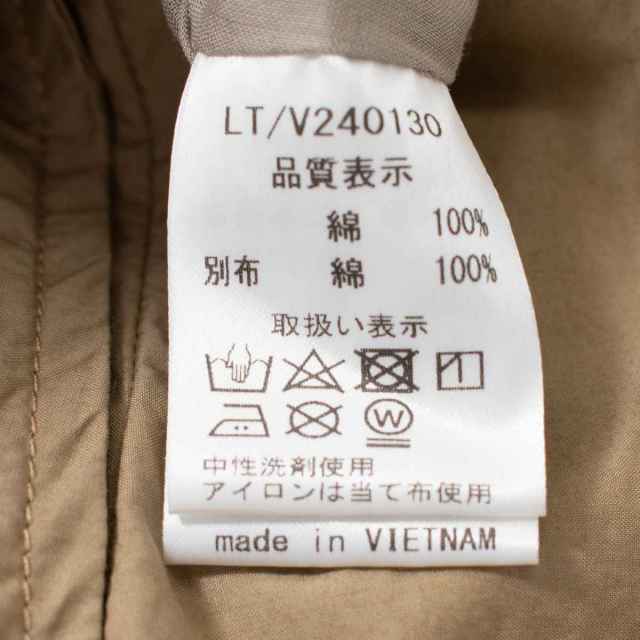 LT/V240130
品質表示
綿 100%
別布 綿 100%
取扱い表示
W
中性洗剤使用
アイロンは当て布使用
made in VIETNAM